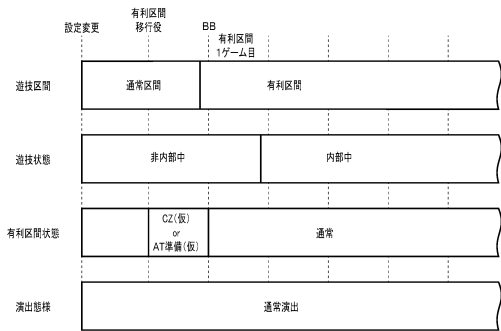 設定変更
有利区間
移行役
BB
有利区間
1ゲーム目
遊技区間
通常区間
有利区間
遊技状態
非内部中
内部中
有利区間状態
CZ(仮)
or
AT準備(仮)
通常
演出態様
通常演出